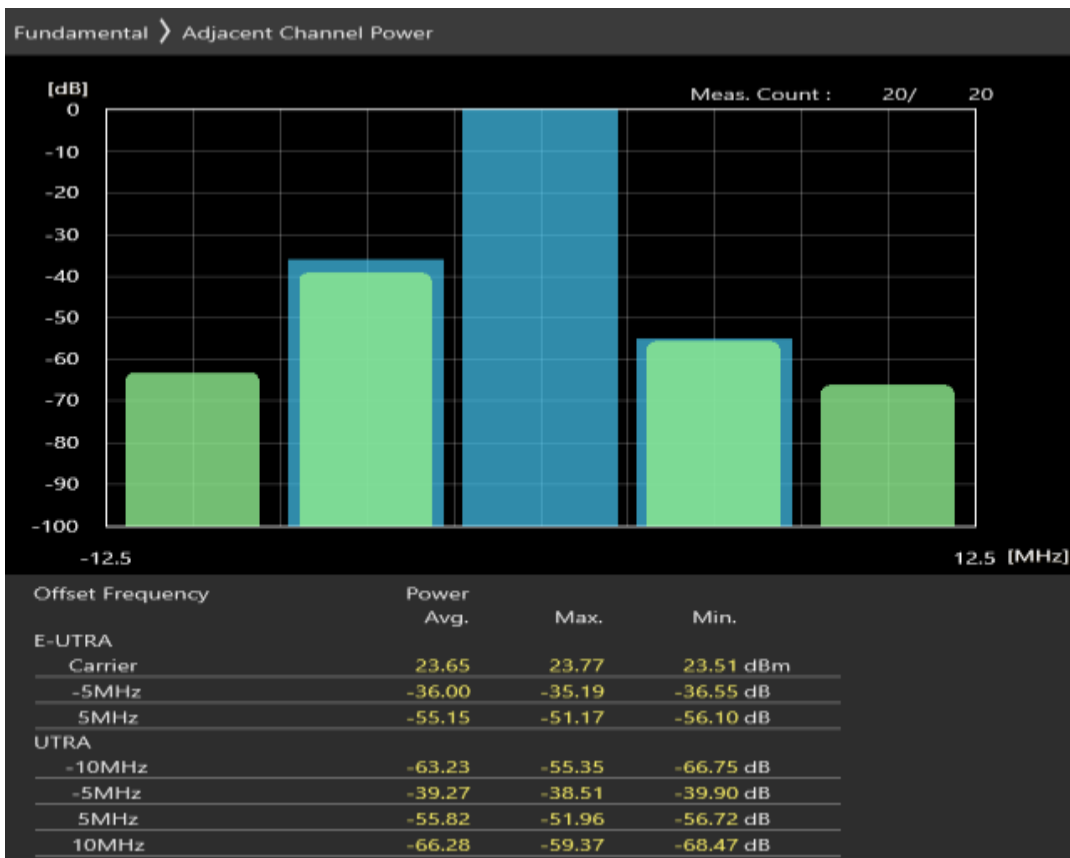 Fundamental 〉 Adjacent Channel Power
[dB]
Meas. Count : 20/ 20
0
-10
-20
-30
-40
-50
-60
-70
-80
-90
-100
-12.5 12.5 [MHz]
Offset Frequency Power
Avg. Max. Min.
E-UTRA
Carrier 23.65 23.77 23.51 dBm
-5MHz -36.00 -35.19 -36.55 dB
5MHz -55.15 -51.17 -56.10 dB
UTRA
-10MHz -63.23 -55.35 -66.75 dB
-5MHz -39.27 -38.51 -39.90 dB
5MHz -55.82 -51.96 -56.72 dB
10MHz -66.28 -59.37 -68.47 dB